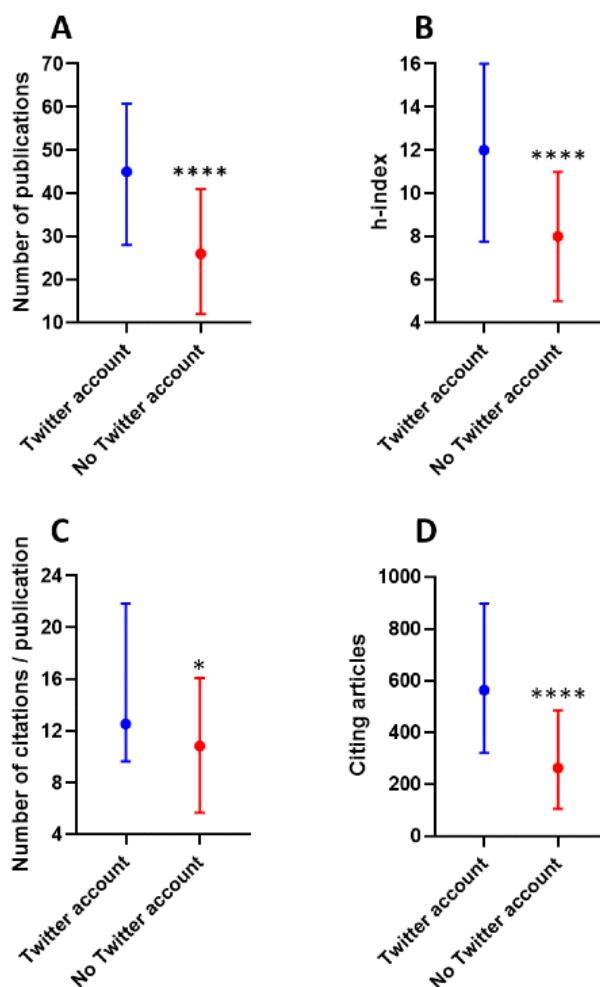 A
Number of publications
70
60
50
40
30
20
10
****
Twitter account
No Twitter account
B
h-index
16
14
12
10
8
6
4
****
Twitter account
No Twitter account
C
Number of citations / publication
24
20
16
12
8
4
*
Twitter account
No Twitter account
D
Citing articles
1000
800
600
400
200
0
****
Twitter account
No Twitter account